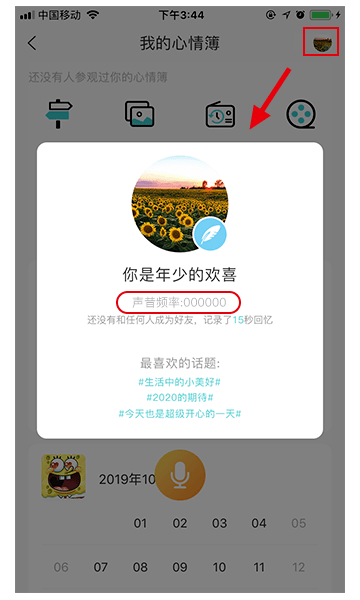 中国移动
下午3:44
我的心情簿
还没有人参观过你的心情簿
你是年少的欢喜
声昔频率:000000
还没有和任何人成为好友，记录了15秒回忆
最喜欢的话题:
#生活中的小美好#
#2020的期待#
#今天也是超级开心的一天#
2019年10
01 02 03 04 05
06 07 08 09 10 11 12